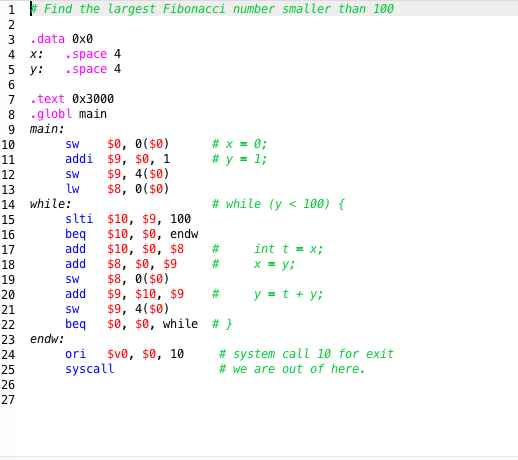 1 # Find the largest Fibonacci number smaller than 100
2
3 .data 0x0
4 x: .space 4
5 y: .space 4
6
7 .text 0x3000
8 .globl main
9 main:
10 sw $0, 0($0) # x = 0;
11 addi $9, $0, 1 # y = 1;
12 sw $9, 4($0)
13 lw $8, 0($0)
14 while: # while (y < 100) {
15 slti $10, $9, 100
16 beq $10, $0, endw
17 add $10, $0, $8 # int t = x;
18 add $8, $0, $9 # x = y;
19 sw $8, 0($0)
20 add $9, $10, $9 # y = t + y;
21 sw $9, 4($0)
22 beq $0, $0, while # }
23 endw:
24 ori $v0, $0, 10 # system call 10 for exit
25 syscall # we are out of here.
26
27